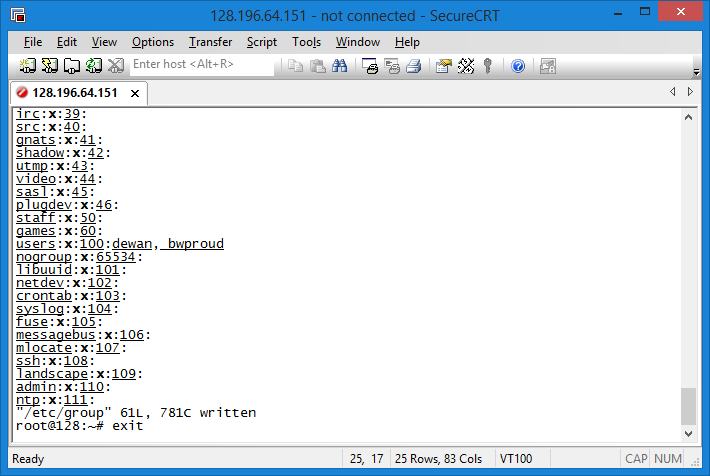 128.196.64.151 - not connected - SecureCRT
File Edit View Options Transfer Script Tools Window Help
Enter host <Alt+R>
128.196.64.151
irc:x:39:
src:x:40:
gnats:x:41:
shadow:x:42:
utmp:x:43:
video:x:44:
sasl:x:45:
plugdev:x:46:
staff:x:50:
games:x:60:
users:x:100:dewan, bwproud
nogroup:x:65534:
libuuid:x:101:
netdev:x:102:
crontab:x:103:
syslog:x:104:
fuse:x:105:
messagebus:x:106:
mlocate:x:107:
ssh:x:108:
landscape:x:109:
admin:x:110:
ntp:x:111:
"/etc/group" 61L, 781C written
root@128:~# exit
Ready 25, 17 25 Rows, 83 Cols VT100 CAP NUM